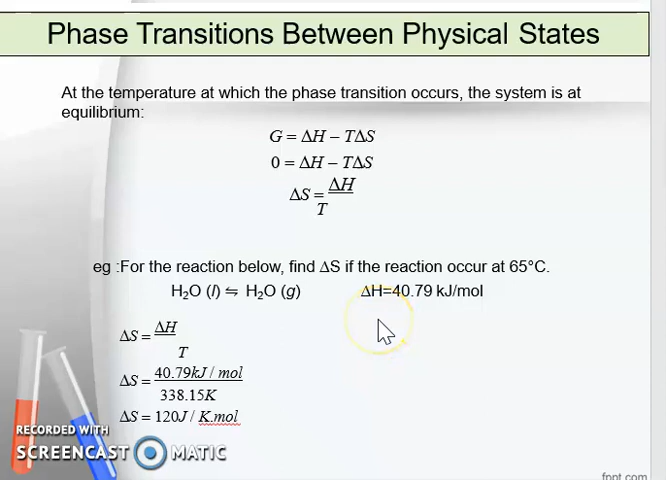 Phase Transitions Between Physical States
At the temperature at which the phase transition occurs, the system is at
equilibrium:
G = ΔH − TΔS
0 = ΔH − TΔS
ΔS = ΔH
T
eg :For the reaction below, find ΔS if the reaction occur at 65°C.
H₂O (l) ⇋ H₂O (g) ΔH=40.79 kJ/mol
ΔS = ΔH
T
ΔS = 40.79kJ / mol
338.15K
ΔS = 120J / K.mol
RECORDED WITH
SCREENCAST MATIC
fppt.com